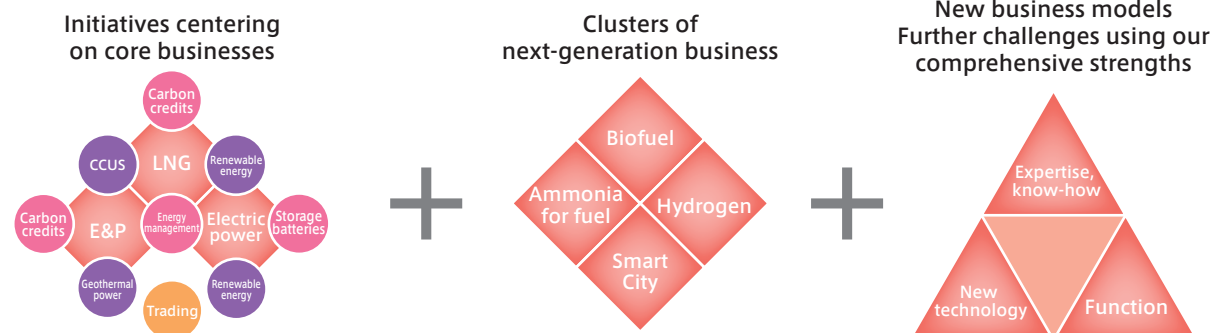 Initiatives centering
on core businesses
Carbon
credits
CCUS
LNG
Renewable
energy
Carbon
credits
E&P
Energy
management
Electric
power
Storage
batteries
Geothermal
power
Trading
Renewable
energy
Clusters of
next-generation business
Biofuel
Ammonia
for fuel
Hydrogen
Smart
City
New business models
Further challenges using our
comprehensive strengths
Expertise,
know-how
New
technology
Function